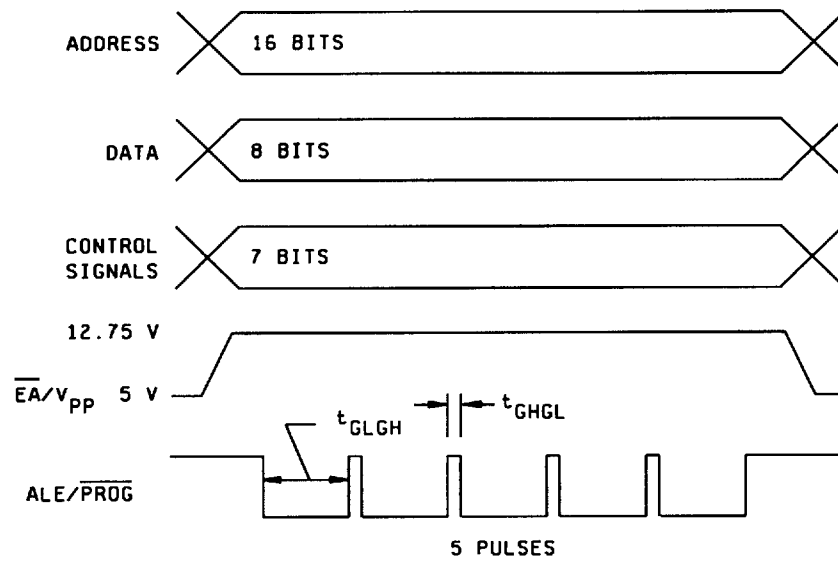 ADDRESS 16 BITS
DATA 8 BITS
CONTROL
SIGNALS 7 BITS
12.75 V
EA/VPP 5 V
tGLGH tGHGL
ALE/PROG
5 PULSES